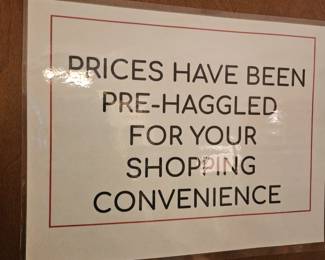 PRICES HAVE BEEN
PRE-HAGGLED
FOR YOUR
SHOPPING
CONVENIENCE